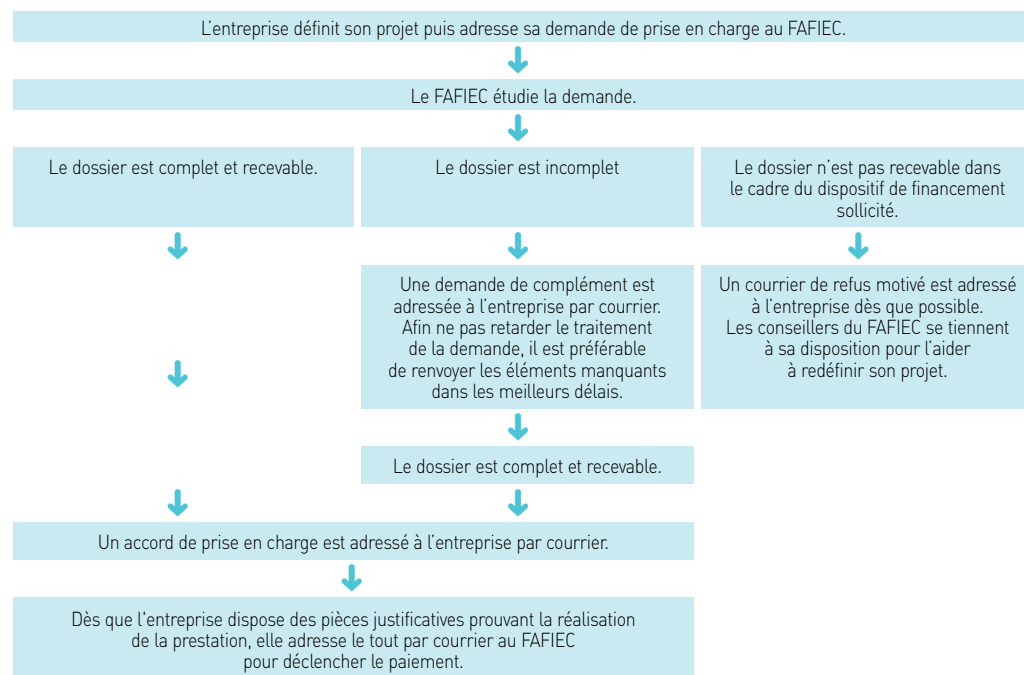 L'entreprise définit son projet puis adresse sa demande de prise en charge au FAFIEC.
Le FAFIEC étudie la demande.
Le dossier est complet et recevable.
Le dossier est incomplet
Le dossier n'est pas recevable dans
le cadre du dispositif de financement
sollicité.
Une demande de complément est
adressée à l'entreprise par courrier.
Afin ne pas retarder le traitement
de la demande, il est préférable
de renvoyer les éléments manquants
dans les meilleurs délais.
Un courrier de refus motivé est adressé
à l'entreprise dès que possible.
Les conseillers du FAFIEC se tiennent
à sa disposition pour l'aider
à redéfinir son projet.
Le dossier est complet et recevable.
Un accord de prise en charge est adressé à l'entreprise par courrier.
Dès que l'entreprise dispose des pièces justificatives prouvant la réalisation
de la prestation, elle adresse le tout par courrier au FAFIEC
pour déclencher le paiement.